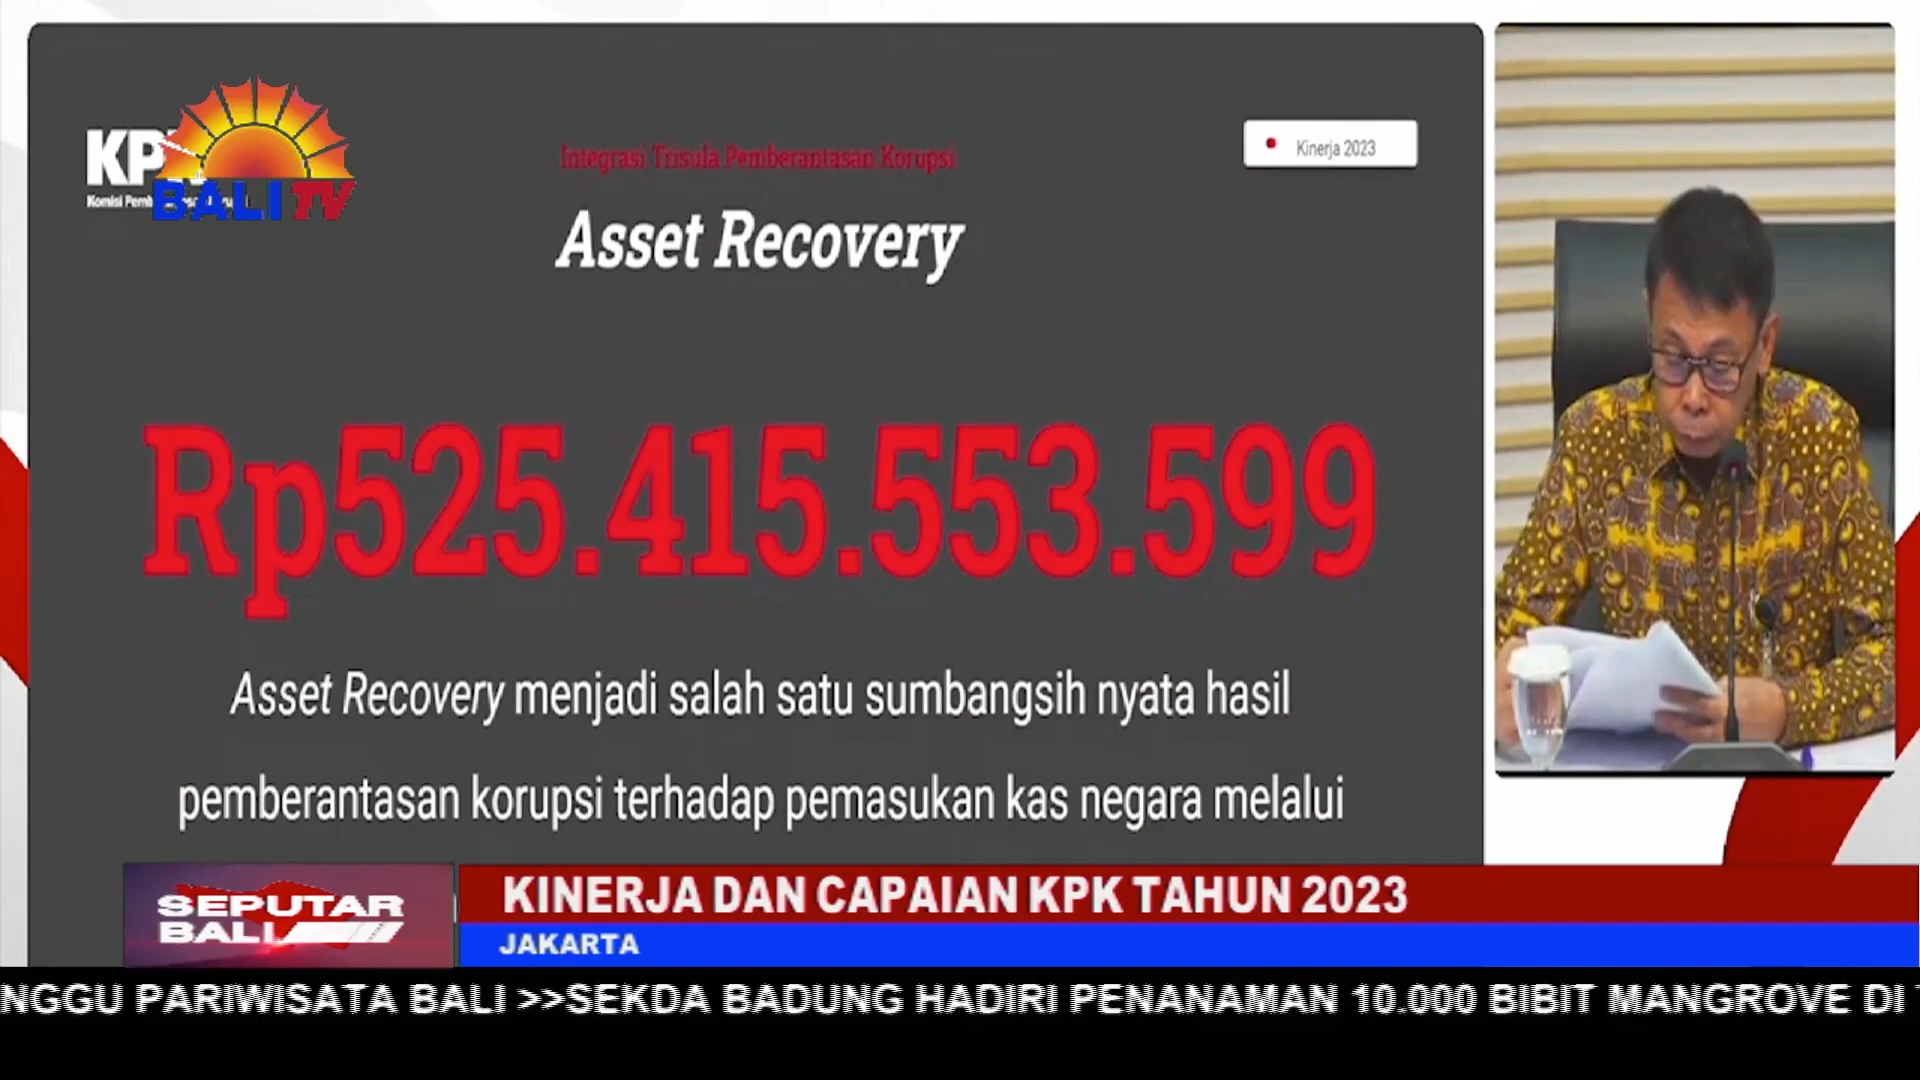 KP
Komisi Pemb
BALI TV
Integrasi Trisula Pemberantasan Korupsi
Kinerja 2023
Asset Recovery
Rp525.415.553.599
Asset Recovery menjadi salah satu sumbangsih nyata hasil
pemberantasan korupsi terhadap pemasukan kas negara melalui
SEPUTAR
BALI
KINERJA DAN CAPAIAN KPK TAHUN 2023
JAKARTA
NGGU PARIWISATA BALI >>SEKDA BADUNG HADIRI PENANAMAN 10.000 BIBIT MANGROVE DI